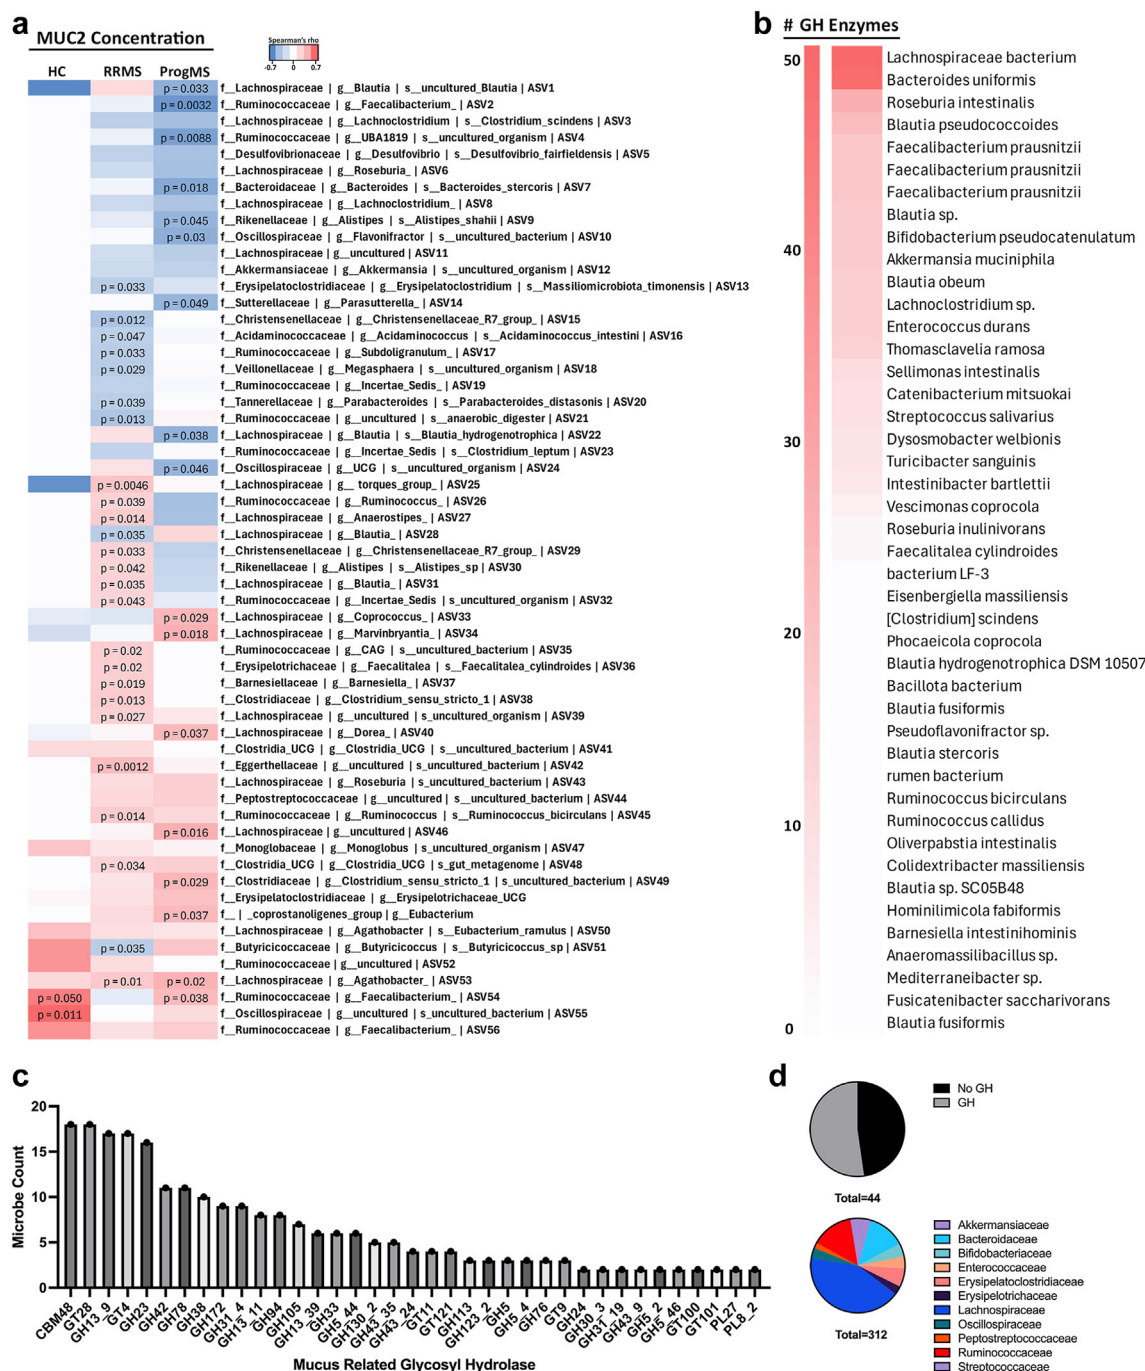 a
MUC2 Concentration
Spearman's rho
-0.7 0 0.7
HC RRMS ProgMS
p = 0.033 f__Lachnospiraceae | g__Blautia | s__uncultured_Blautia | ASV1
p = 0.0032 f__Ruminococcaceae | g__Faecalibacterium_ | ASV2
f__Lachnospiraceae | g__Lachnoclostridium | s__Clostridium_scindens | ASV3
p = 0.0088 f__Ruminococcaceae | g__UBA1819 | s__uncultured_organism | ASV4
f__Desulfovibrionaceae | g__Desulfovibrio | s__Desulfovibrio_fairfieldensis | ASV5
f__Lachnospiraceae | g__Roseburia_ | ASV6
p = 0.018 f__Bacteroidaceae | g__Bacteroides | s__Bacteroides_stercoris | ASV7
f__Lachnospiraceae | g__Lachnoclostridium_ | ASV8
p = 0.045 f__Rikenellaceae | g__Alistipes | s__Alistipes_shahii | ASV9
p = 0.03 f__Oscillospiraceae | g__Flavonifractor | s__uncultured_bacterium | ASV10
f__Lachnospiraceae | g__uncultured | ASV11
f__Akkermansiaceae | g__Akkermansia | s__uncultured_organism | ASV12
p = 0.033 f__Erysipelatoclostridiaceae | g__Erysipelatoclostridium | s__Massiliomicrobiota_timonensis | ASV13
p = 0.049 f__Sutterellaceae | g__Parasutterella_ | ASV14
p = 0.012 f__Christensenellaceae | g__Christensenellaceae_R7_group_ | ASV15
p = 0.047 f__Acidaminococcaceae | g__Acidaminococcus | s__Acidaminococcus_intestini | ASV16
p = 0.033 f__Ruminococcaceae | g__Subdoligranulum_ | ASV17
p = 0.029 f__Veillonellaceae | g__Megasphaera | s__uncultured_organism | ASV18
f__Ruminococcaceae | g__Incertae_Sedis_ | ASV19
p = 0.039 f__Tannerellaceae | g__Parabacteroides | s__Parabacteroides_distasonis | ASV20
p = 0.013 f__Ruminococcaceae | g__uncultured | s__anaerobic_digester | ASV21
p = 0.038 f__Lachnospiraceae | g__Blautia | s__Blautia_hydrogenotrophica | ASV22
f__Ruminococcaceae | g__Incertae_Sedis | s__Clostridium_leptum | ASV23
p = 0.046 f__Oscillospiraceae | g__UCG | s__uncultured_organism | ASV24
p = 0.0046 f__Lachnospiraceae | g__ torques_group_ | ASV25
p = 0.039 f__Ruminococcaceae | g__Ruminococcus_ | ASV26
p = 0.014 f__Lachnospiraceae | g__Anaerostipes_ | ASV27
p = 0.035 f__Lachnospiraceae | g__Blautia_ | ASV28
p = 0.033 f__Christensenellaceae | g__Christensenellaceae_R7_group_ | ASV29
p = 0.042 f__Rikenellaceae | g__Alistipes | s__Alistipes_sp | ASV30
p = 0.035 f__Lachnospiraceae | g__Blautia_ | ASV31
p = 0.043 f__Ruminococcaceae | g__Incertae_Sedis | s_uncultured_organism | ASV32
p = 0.029 f__Lachnospiraceae | g__Coprococcus_ | ASV33
p = 0.018 f__Lachnospiraceae | g__Marvinbryantia_ | ASV34
p = 0.02 f__Ruminococcaceae | g__CAG | s__uncultured_bacterium | ASV35
p = 0.02 f__Erysipelotrichaceae | g__Faecalitalea | s__Faecalitalea_cylindroides | ASV36
p = 0.019 f__Barnesiellaceae | g__Barnesiella_ | ASV37
p = 0.013 f__Clostridiaceae | g__Clostridium_sensu_stricto_1 | ASV38
p = 0.027 f__Lachnospiraceae | g__uncultured | s_uncultured_organism | ASV39
p = 0.037 f__Lachnospiraceae | g__Dorea_ | ASV40
f__Clostridia_UCG | g__Clostridia_UCG | s__uncultured_bacterium | ASV41
p = 0.0012 f__Eggerthellaceae | g__uncultured | s_uncultured_bacterium | ASV42
f__Lachnospiraceae | g__Roseburia | s_uncultured_bacterium | ASV43
f__Peptostreptococcaceae | g__uncultured | s__uncultured_bacterium | ASV44
p = 0.014 f__Ruminococcaceae | g__Ruminococcus | s__Ruminococcus_bicirculans | ASV45
p = 0.016 f__Lachnospiraceae | g__uncultured | ASV46
f__Monoglobaceae | g__Monoglobus | s_uncultured_organism | ASV47
p = 0.034 f__Clostridia_UCG | g__Clostridia_UCG | s_gut_metagenome | ASV48
p = 0.029 f__Clostridiaceae | g__Clostridium_sensu_stricto_1 | s_uncultured_bacterium | ASV49
f__Erysipelatoclostridiaceae | g__Erysipelotrichaceae_UCG
p = 0.037 f__ | _coprostanoligenes_group | g__Eubacterium
f__Lachnospiraceae | g__Agathobacter | s__Eubacterium_ramulus | ASV50
p = 0.035 f__Butyricicoccaceae | g__Butyricicoccus | s__Butyricicoccus_sp | ASV51
f__Ruminococcaceae | g__uncultured | ASV52
p = 0.01 p = 0.02 f__Lachnospiraceae | g__Agathobacter_ | ASV53
p = 0.050 p = 0.038 f__Ruminococcaceae | g__Faecalibacterium_ | ASV54
p = 0.011 f__Oscillospiraceae | g__uncultured | s_uncultured_bacterium | ASV55
f__Ruminococcaceae | g__Faecalibacterium_ | ASV56
b
# GH Enzymes
50
40
30
20
10
0
Lachnospiraceae bacterium
Bacteroides uniformis
Roseburia intestinalis
Blautia pseudococcoides
Faecalibacterium prausnitzii
Faecalibacterium prausnitzii
Faecalibacterium prausnitzii
Blautia sp.
Bifidobacterium pseudocatenulatum
Akkermansia muciniphila
Blautia obeum
Lachnoclostridium sp.
Enterococcus durans
Thomasclavelia ramosa
Sellimonas intestinalis
Catenibacterium mitsuokai
Streptococcus salivarius
Dysosmobacter welbionis
Turicibacter sanguinis
Intestinibacter bartlettii
Vescimonas coprocola
Roseburia inulinivorans
Faecalitalea cylindroides
bacterium LF-3
Eisenbergiella massiliensis
[Clostridium] scindens
Phocaeicola coprocola
Blautia hydrogenotrophica DSM 10507
Bacillota bacterium
Blautia fusiformis
Pseudoflavonifractor sp.
Blautia stercoris
rumen bacterium
Ruminococcus bicirculans
Ruminococcus callidus
Oliverpabstia intestinalis
Colidextribacter massiliensis
Blautia sp. SC05B48
Hominilimicola fabiformis
Barnesiella intestinihominis
Anaeromassilibacillus sp.
Mediterraneibacter sp.
Fusicatenibacter saccharivorans
Blautia fusiformis
c
Microbe Count
20
15
10
5
0
CBM48 GT28 GH13_9 GT4 GH23 GH42 GH78 GH38 GH172 GH31_4 GH13_11 GH94 GH105 GH13_39 GH33 GH5_44 GH130_2 GH43_35 GH43_24 GT11 GT121 GH113 GH123_2 GH5 GH5_4 GH76 GT9 GH24 GH30_3 GH31_19 GH43_9 GH5_2 GH5_46 GT100 GT101 PL27 PL8_2
Mucus Related Glycosyl Hydrolase
d
No GH
GH
Total=44
Akkermansiaceae
Bacteroidaceae
Bifidobacteriaceae
Enterococcaceae
Erysipelatoclostridiaceae
Erysipelotrichaceae
Lachnospiraceae
Oscillospiraceae
Peptostreptococcaceae
Ruminococcaceae
Streptococcaceae
Total=312